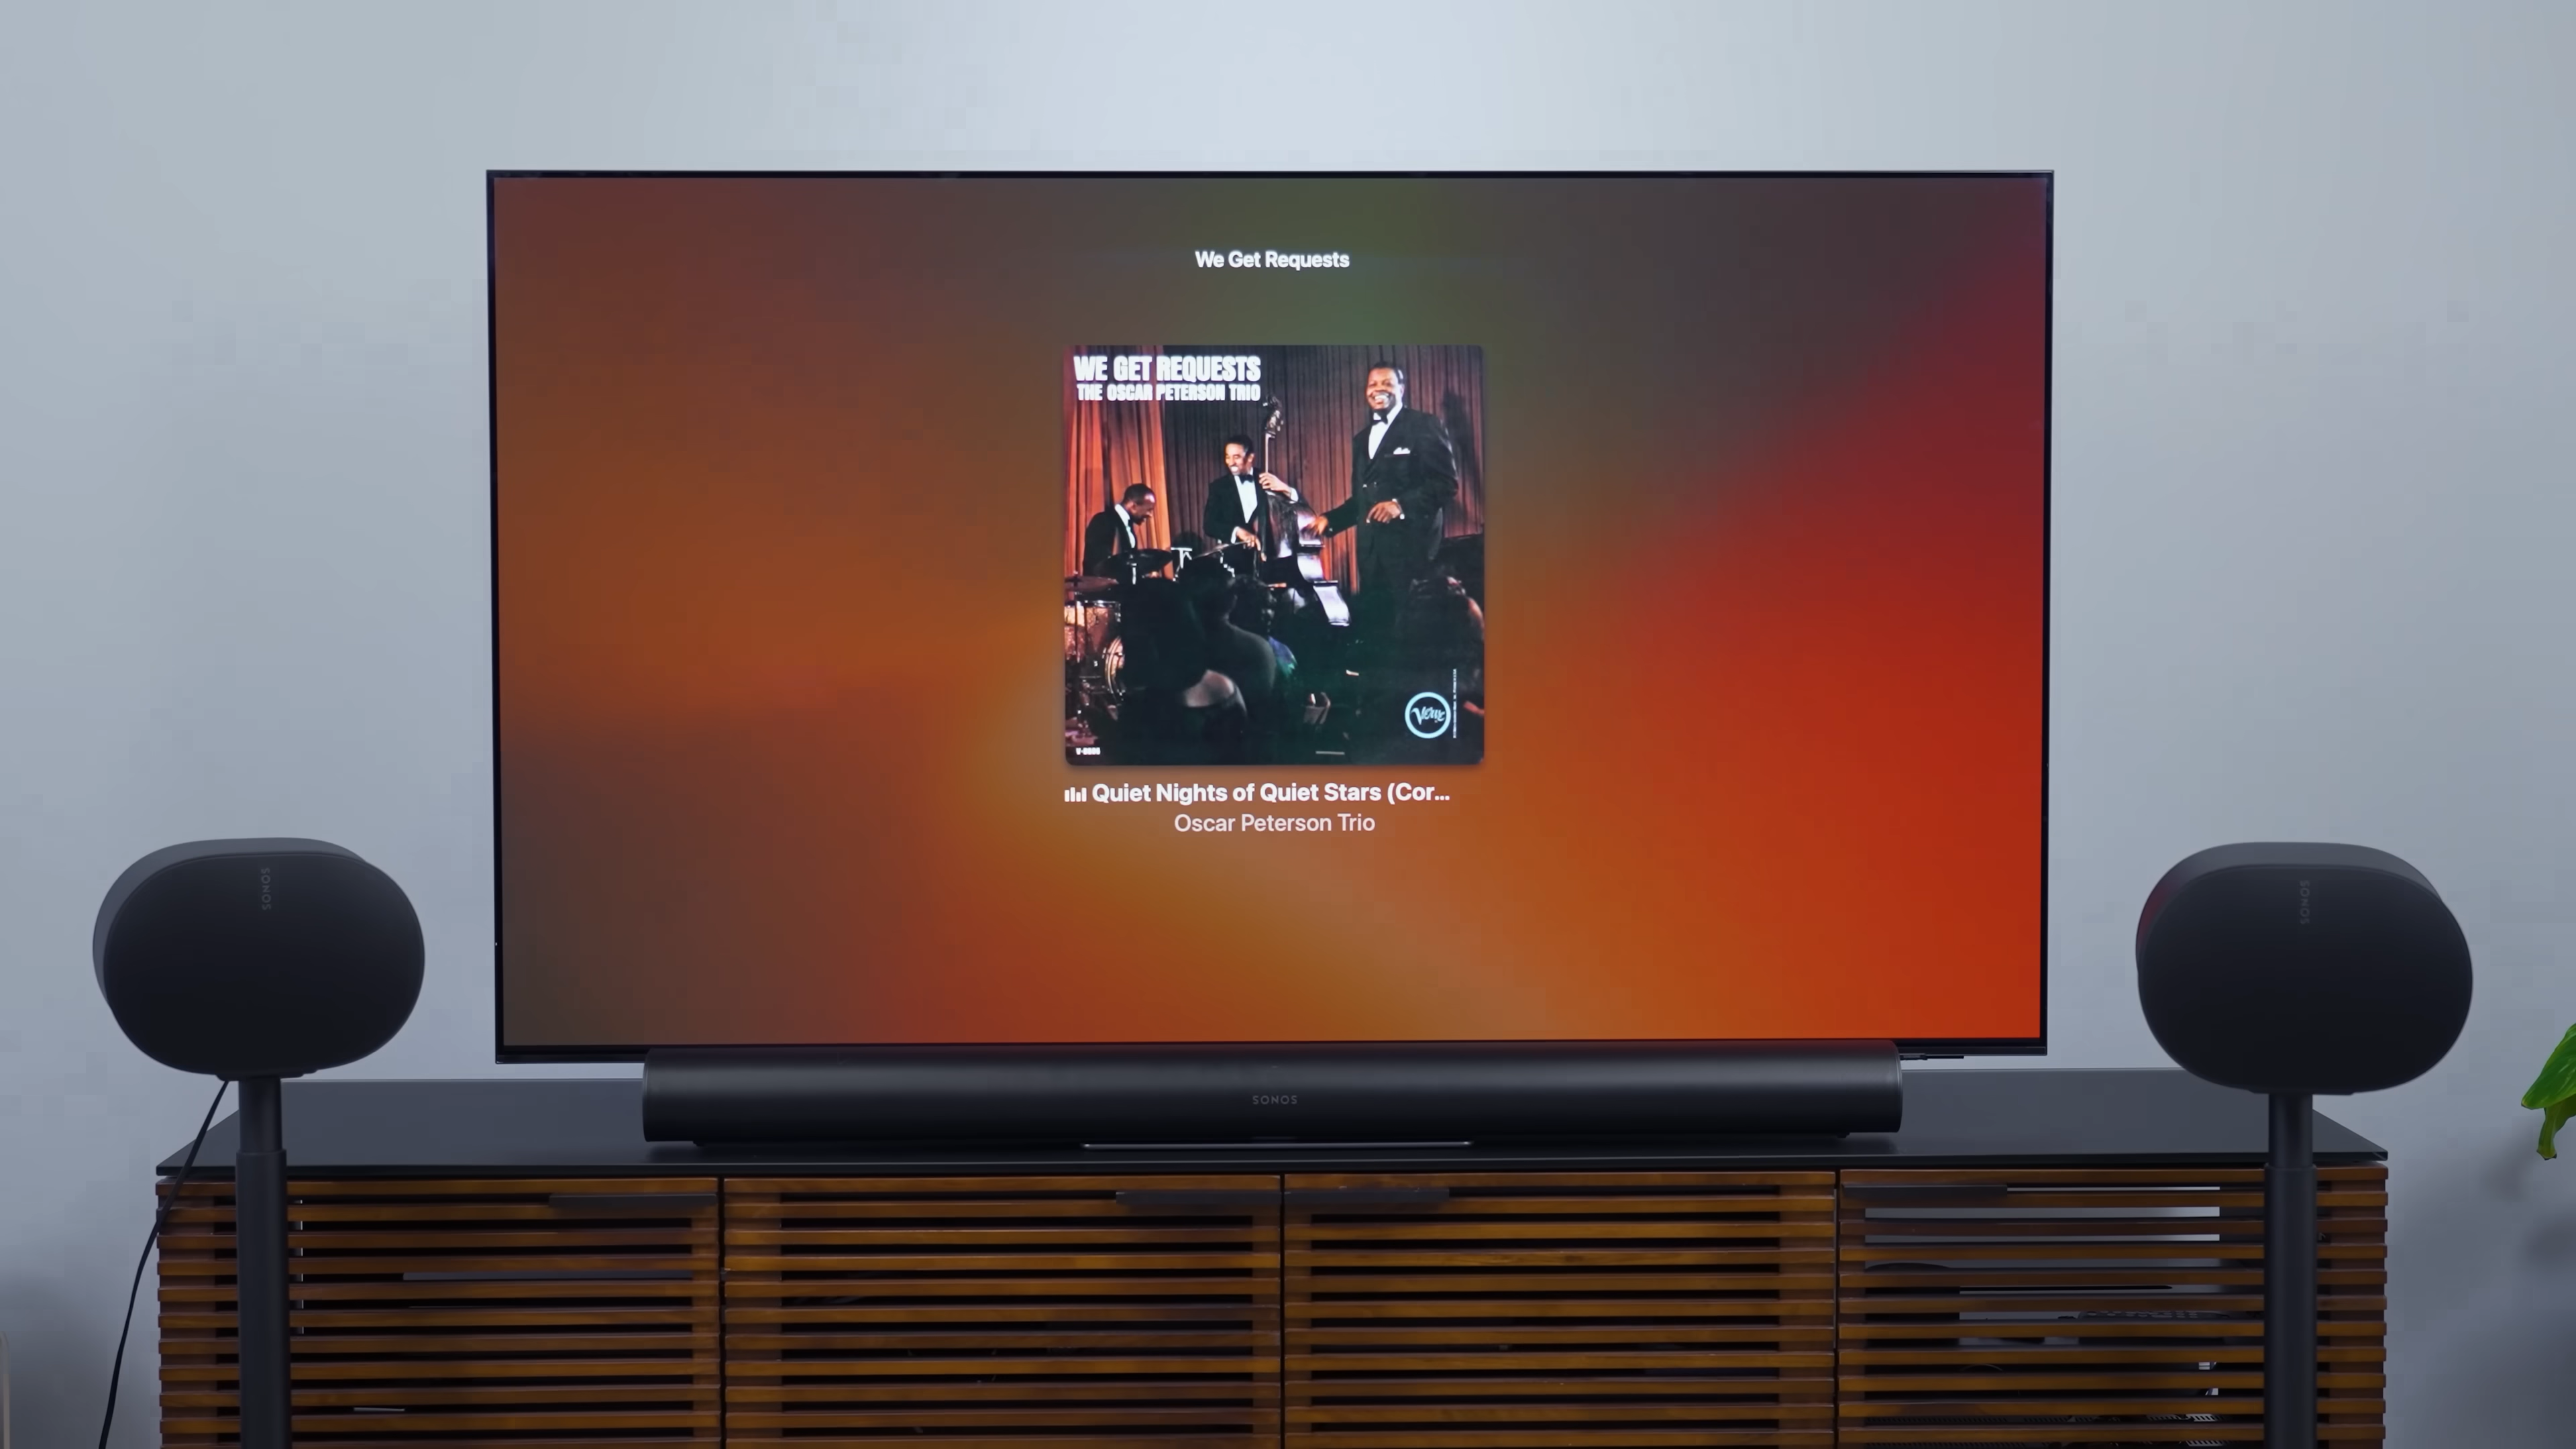 We Get Requests
WE GET REQUESTS
THE OSCAR PETERSON TRIO
Verve
Quiet Nights of Quiet Stars (Cor...
Oscar Peterson Trio
SONOS
SONOS
SONOS